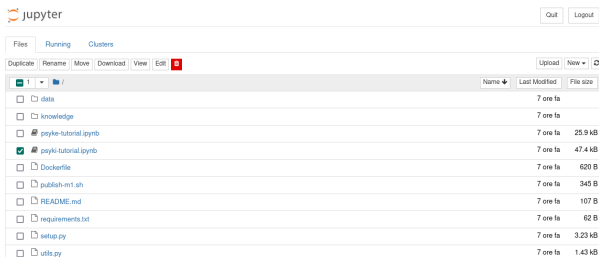 jupyter Quit Logout
Files Running Clusters
Duplicate Rename Move Download View Edit Upload New
1 / Name Last Modified File size
data 7 ore fa
knowledge 7 ore fa
psyke-tutorial.ipynb 7 ore fa 25.9 kB
psyki-tutorial.ipynb 7 ore fa 47.4 kB
Dockerfile 7 ore fa 620 B
publish-m1.sh 7 ore fa 345 B
README.md 7 ore fa 107 B
requirements.txt 7 ore fa 62 B
setup.py 7 ore fa 3.23 kB
utils.py 7 ore fa 1.43 kB